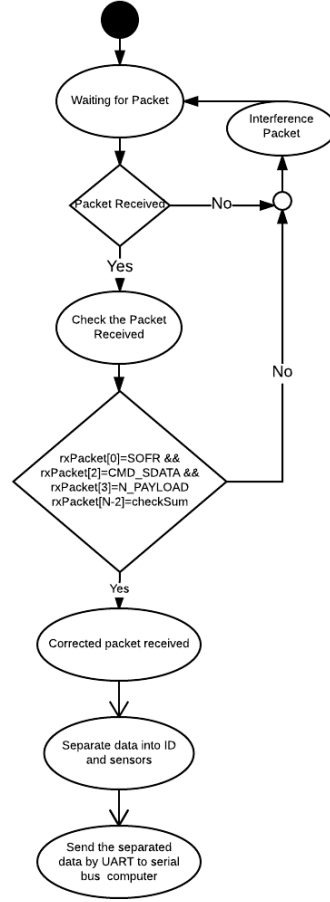 Waiting for Packet
Interference
Packet
Packet Received
No
Yes
Check the Packet
Received
No
rxPacket[0]=SOFR &&
rxPacket[2]=CMD_SDATA &&
rxPacket[3]=N_PAYLOAD
rxPacket[N-2]=checkSum
Yes
Corrected packet received
Separate data into ID
and sensors
Send the separated
data by UART to serial
bus computer